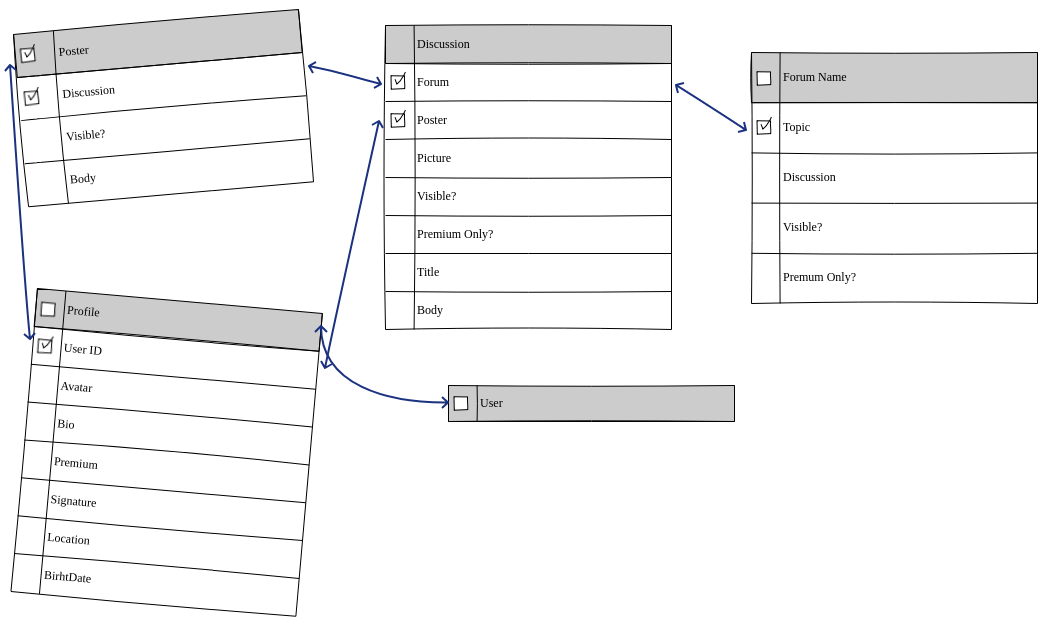 Poster
Discussion
Visible?
Body
Discussion
Forum
Poster
Picture
Visible?
Premium Only?
Title
Body
Forum Name
Topic
Discussion
Visible?
Premum Only?
Profile
User ID
Avatar
Bio
Premium
Signature
Location
BirhtDate
User